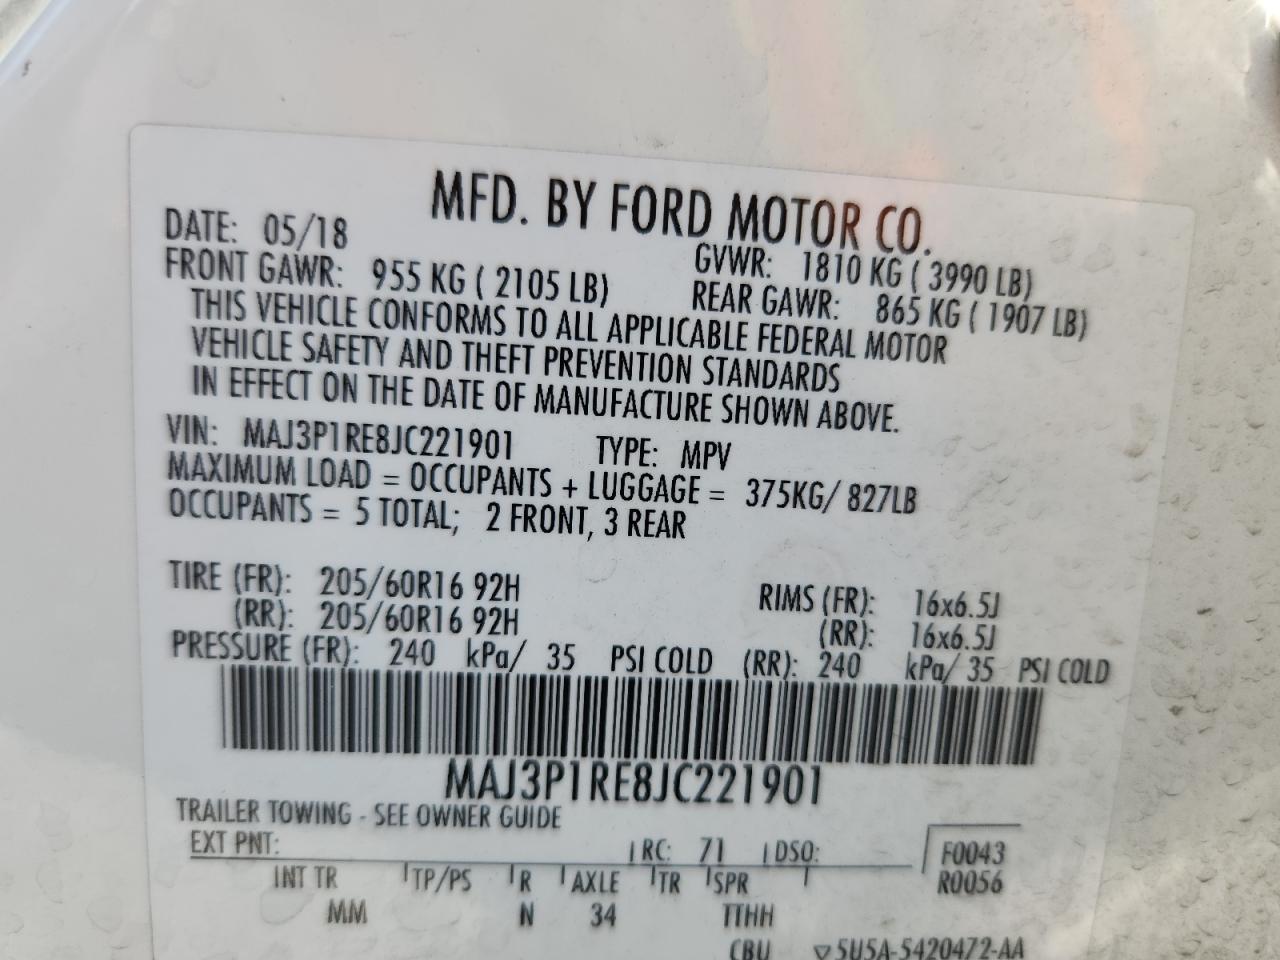 MFD. BY FORD MOTOR CO.
DATE: 05/18 GVWR: 1810 KG ( 3990 LB)
FRONT GAWR: 955 KG ( 2105 LB) REAR GAWR: 865 KG ( 1907 LB)
THIS VEHICLE CONFORMS TO ALL APPLICABLE FEDERAL MOTOR
VEHICLE SAFETY AND THEFT PREVENTION STANDARDS
IN EFFECT ON THE DATE OF MANUFACTURE SHOWN ABOVE.
VIN: MAJ3P1RE8JC221901 TYPE: MPV
MAXIMUM LOAD = OCCUPANTS + LUGGAGE = 375KG/ 827LB
OCCUPANTS = 5 TOTAL; 2 FRONT, 3 REAR
TIRE (FR): 205/60R16 92H RIMS (FR): 16x6.5J
(RR): 205/60R16 92H (RR): 16x6.5J
PRESSURE (FR): 240 kPa/ 35 PSI COLD (RR): 240 kPa/ 35 PSI COLD
MAJ3P1RE8JC221901
TRAILER TOWING - SEE OWNER GUIDE
EXT PNT: RC: 71 DSO: F0043
INT TR TP/PS R AXLE TR SPR R0056
MM N 34 TTHH
CBU ▽5U5A-5420472-AA